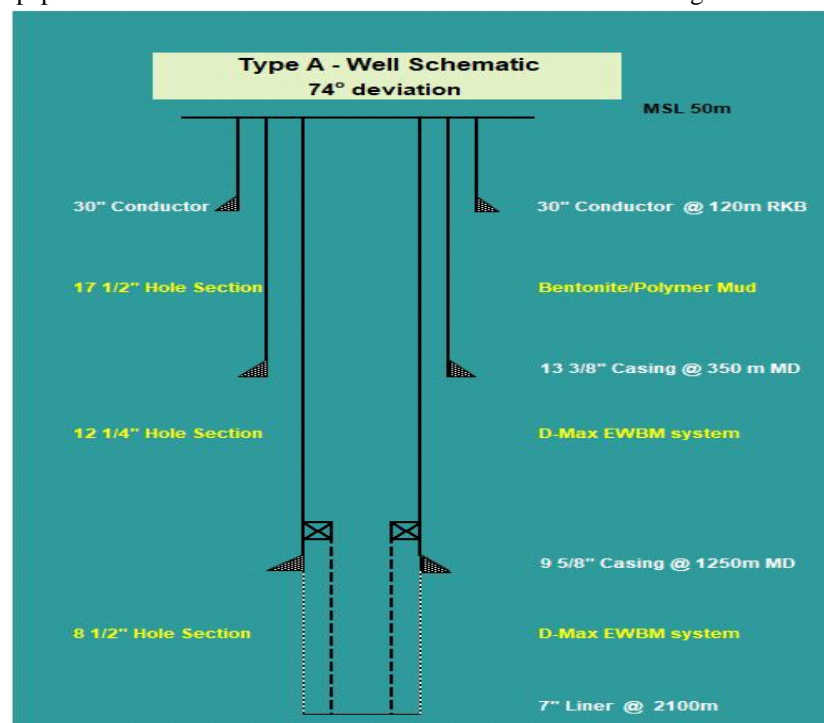 Type A - Well Schematic
74° deviation
MSL 50m
30" Conductor
30" Conductor @ 120m RKB
17 1/2" Hole Section
Bentonite/Polymer Mud
13 3/8" Casing @ 350 m MD
12 1/4" Hole Section
D-Max EWBM system
9 5/8" Casing @ 1250m MD
8 1/2" Hole Section
D-Max EWBM system
7" Liner @ 2100m